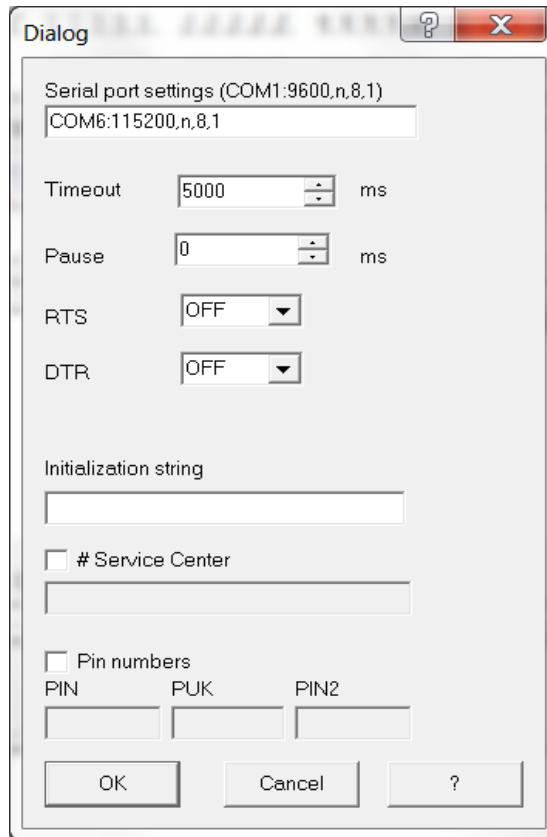 Dialog
?
X
Serial port settings (COM1:9600,n,8,1)
COM6:115200,n,8,1
Timeout 5000 ms
Pause 0 ms
RTS OFF
DTR OFF
Initialization string
# Service Center
Pin numbers
PIN PUK PIN2
OK Cancel ?